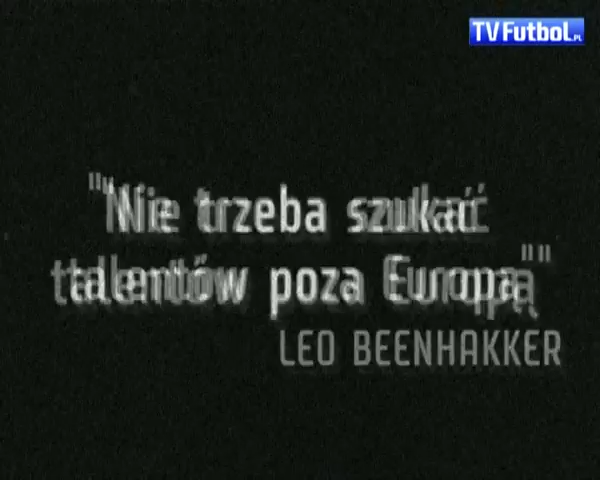 TVFutbol.PL
"Nie trzeba szukać
talentów poza Europą"
LEO BEENHAKKER